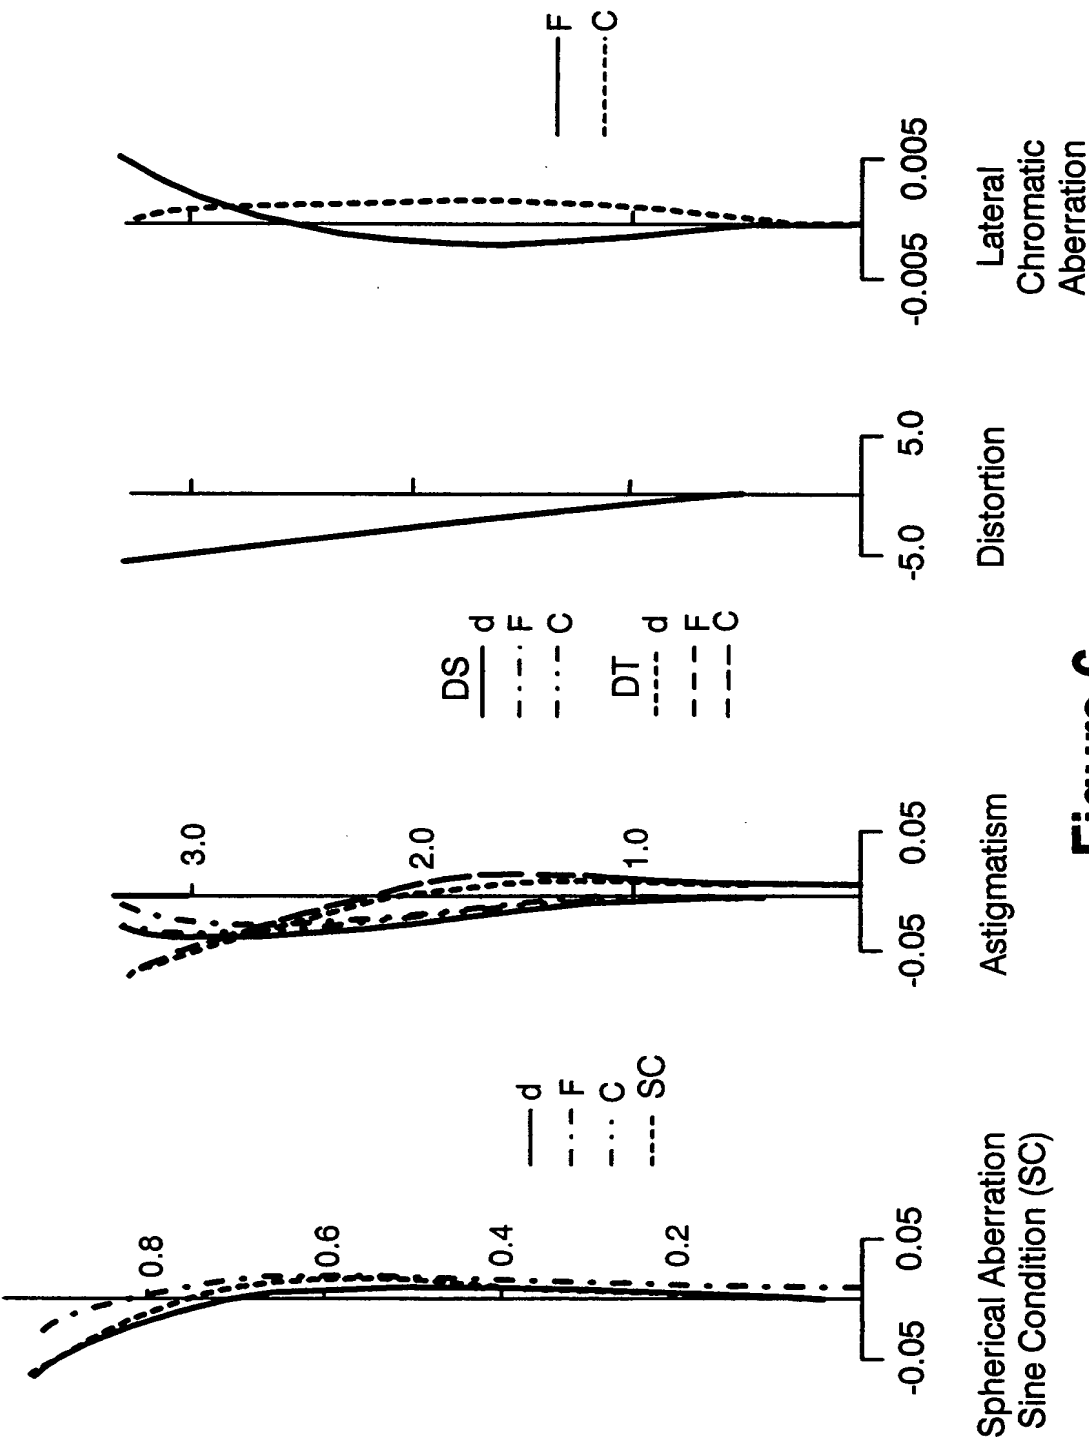 0.8
0.6
0.4
0.2
-0.05
0.05
Spherical Aberration
Sine Condition (SC)
d
F
C
SC
3.0
2.0
1.0
-0.05
0.05
Astigmatism
DS
d
F
C
DT
d
F
C
-5.0
5.0
Distortion
-0.005
0.005
Lateral
Chromatic
Aberration
F
C